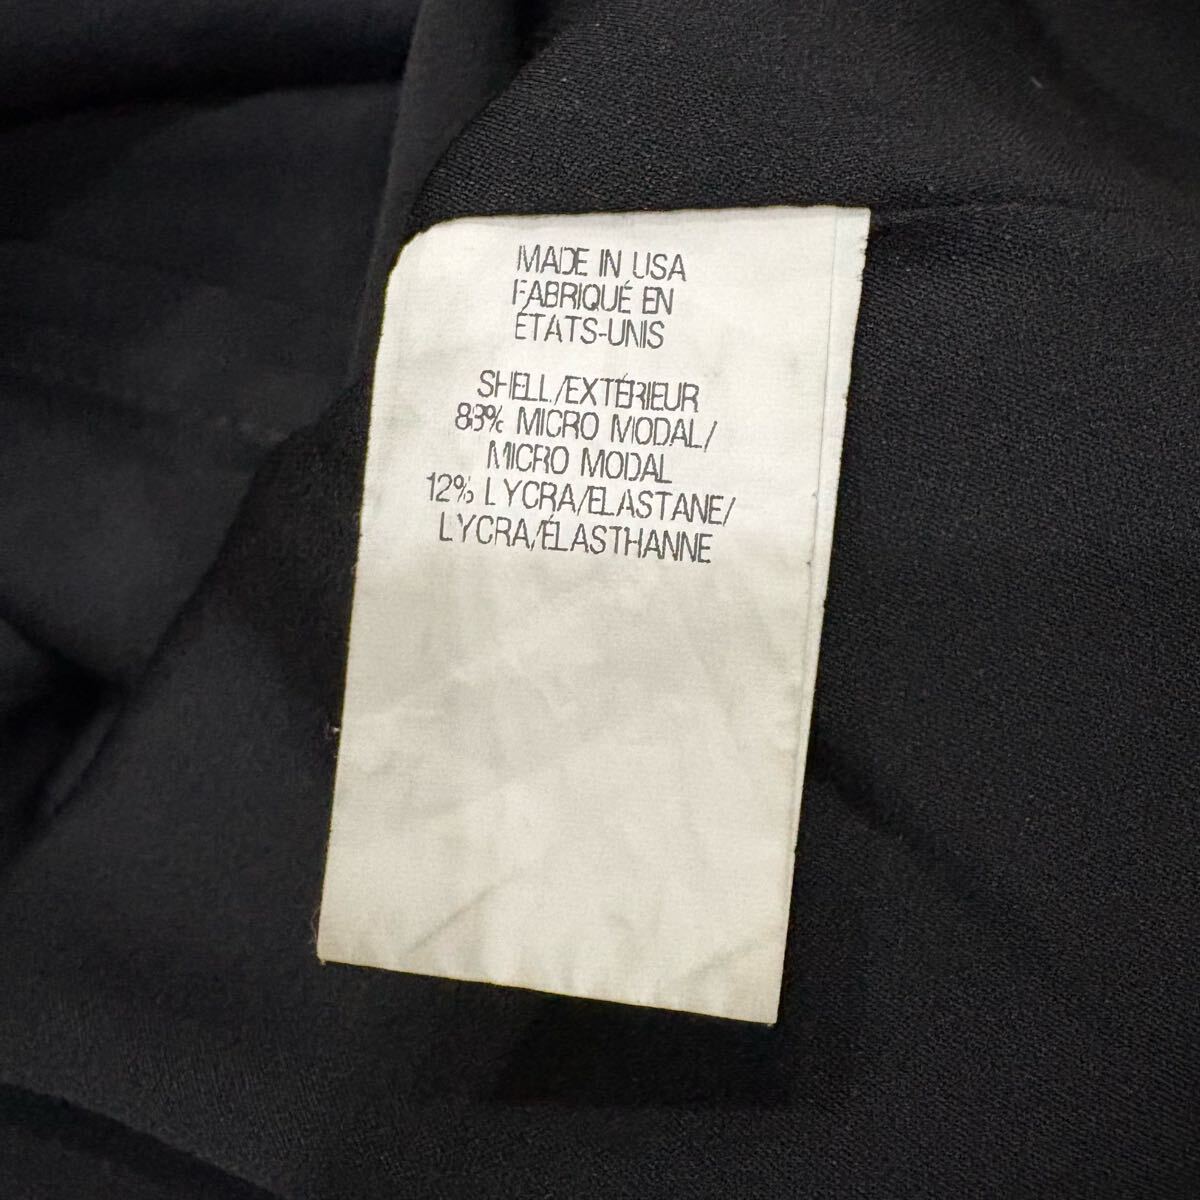 MADE IN USA
FABRIQUÉ EN
ÉTATS-UNIS
SHELL/EXTÉRIEUR
88% MICRO MODAL/
MICRO MODAL
12% LYCRA/ELASTANE/
LYCRA/ÉLASTHANNE